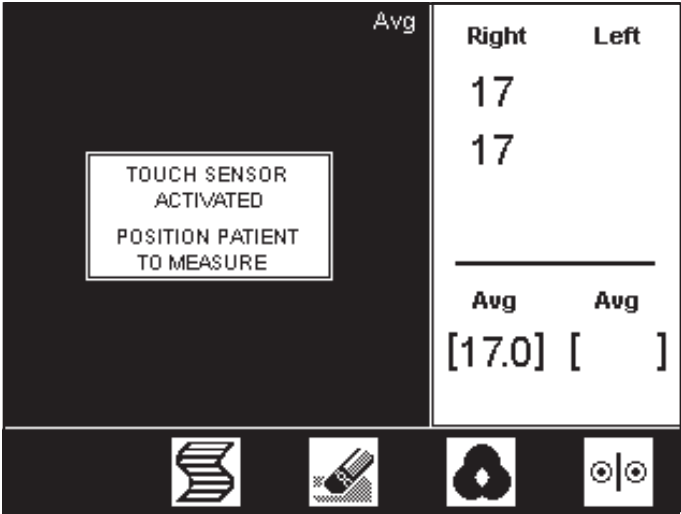 Avg
TOUCH SENSOR
ACTIVATED
POSITION PATIENT
TO MEASURE
Right Left
17
17
Avg Avg
[17.0] [ ]